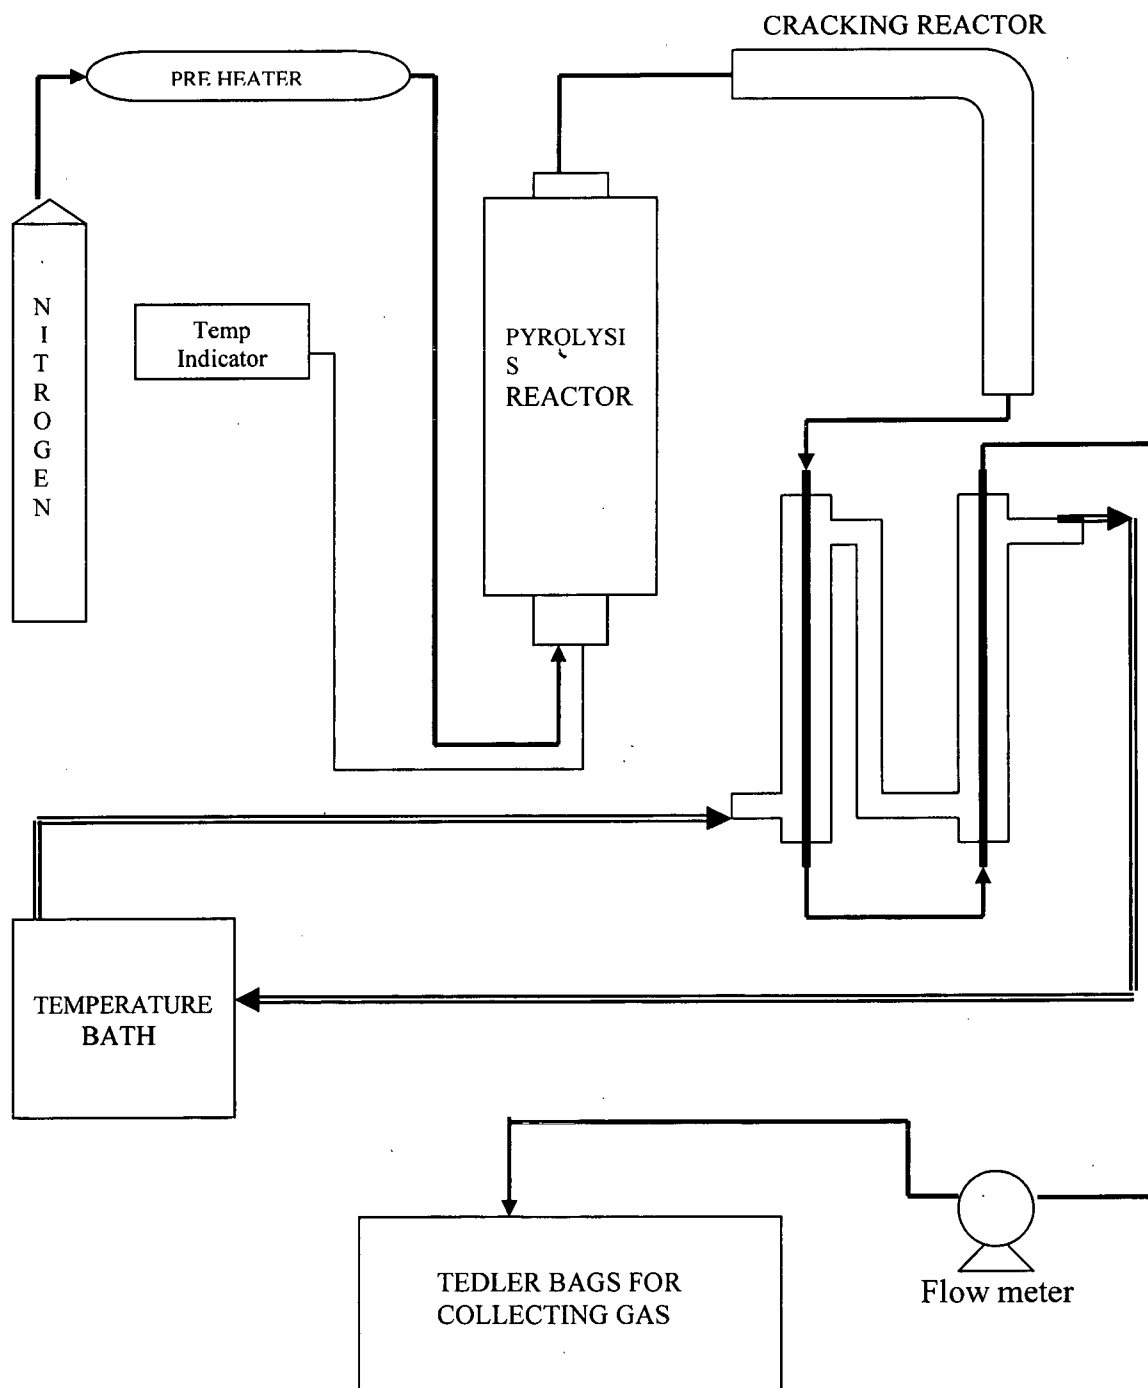 CRACKING REACTOR
PRE HEATER
N
I
T
R
O
G
E
N
Temp
Indicator
PYROLYSI
S
REACTOR
TEMPERATURE
BATH
TEDLER BAGS FOR
COLLECTING GAS
Flow meter